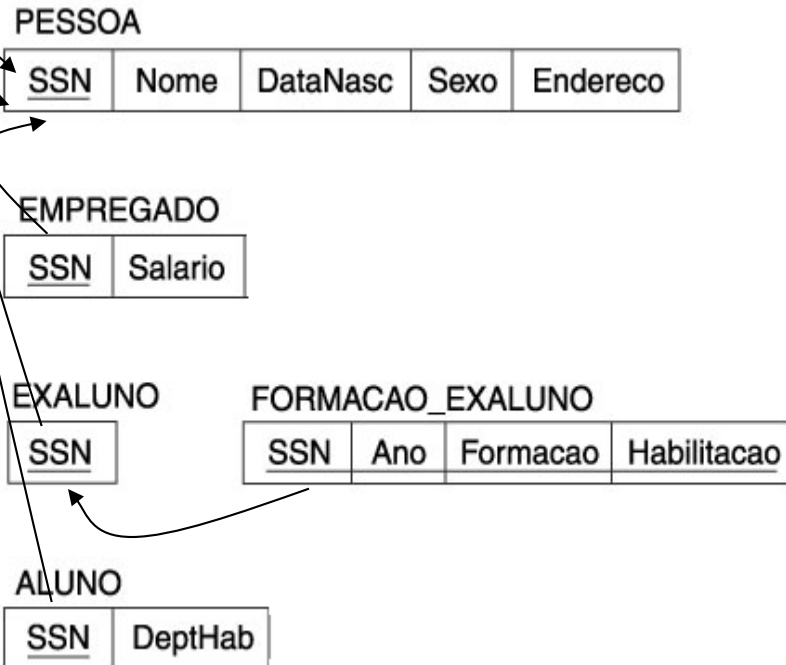 PESSOA
SSN Nome DataNasc Sexo Endereco
EMPREGADO
SSN Salario
EXALUNO FORMACAO_EXALUNO
SSN SSN Ano Formacao Habilitacao
ALUNO
SSN DeptHab